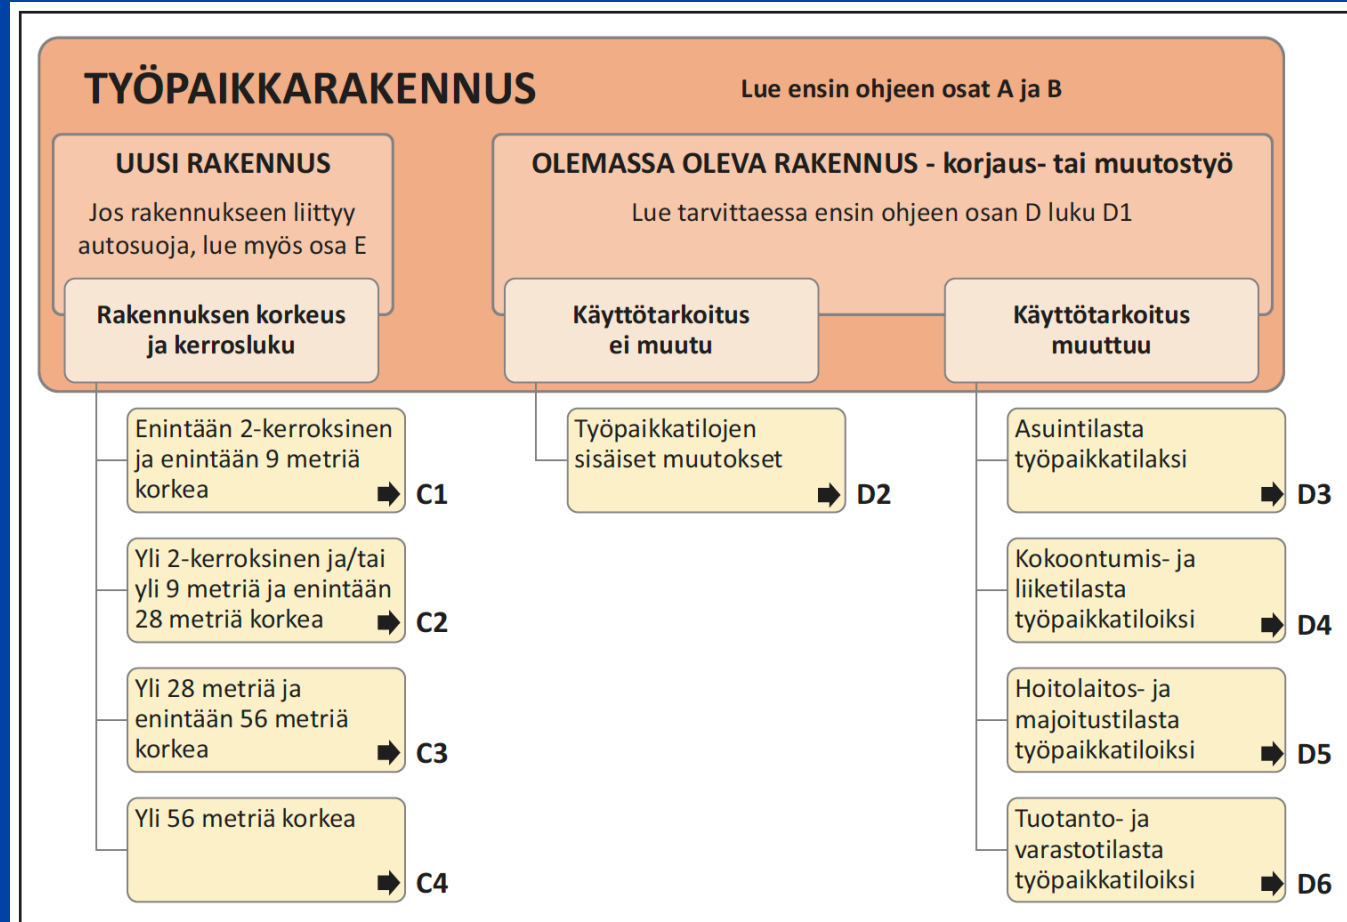 TYÖPAIKKARAKENNUS
Lue ensin ohjeen osat A ja B
UUSI RAKENNUS
Jos rakennukseen liittyy
autosuoja, lue myös osa E
Rakennuksen korkeus
ja kerrosluku
Enintään 2-kerroksinen
ja enintään 9 metriä
korkea
C1
Yli 2-kerroksinen ja/tai
yli 9 metriä ja enintään
28 metriä korkea
C2
Yli 28 metriä ja
enintään 56 metriä
korkea
C3
Yli 56 metriä korkea
C4
OLEMASSA OLEVA RAKENNUS - korjaus- tai muutostyö
Lue tarvittaessa ensin ohjeen osan D luku D1
Käyttötarkoitus
ei muutu
Työpaikkatilojen
sisäiset muutokset
D2
Käyttötarkoitus
muuttuu
Asuintilasta
työpaikkatilaksi
D3
Kokoontumis- ja
liiketilasta
työpaikkatiloiksi
D4
Hoitolaitos- ja
majoitustilasta
työpaikkatiloiksi
D5
Tuotanto- ja
varastotilasta
työpaikkatiloiksi
D6